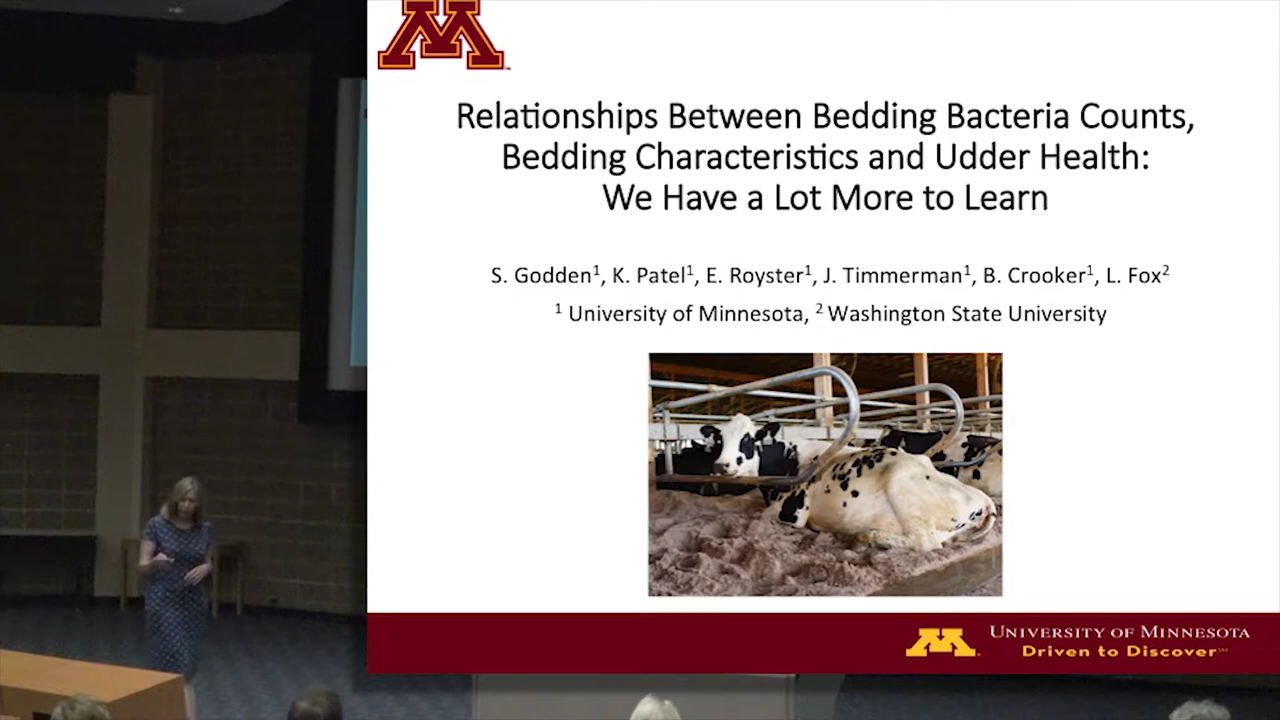 M
Relationships Between Bedding Bacteria Counts,
Bedding Characteristics and Udder Health:
We Have a Lot More to Learn
S. Godden¹, K. Patel¹, E. Royster¹, J. Timmerman¹, B. Crooker¹, L. Fox²
¹ University of Minnesota, ² Washington State University
M
UNIVERSITY OF MINNESOTA
Driven to Discover℠